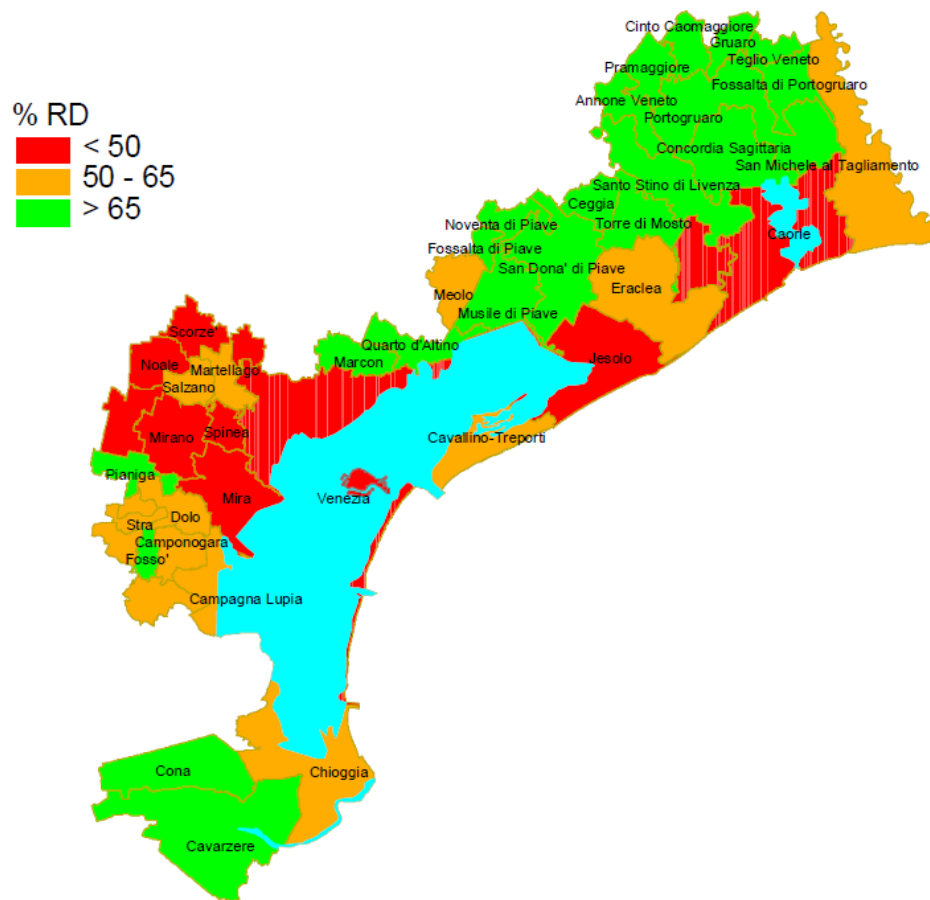 Cinto Caomaggiore
Gruaro
Teglio Veneto
Pramaggiore
Fossalta di Portogruaro
Annone Veneto
% RD
Portogruaro
< 50
Concordia Sagittaria
50 - 65
San Michele al Tagliamento
> 65
Santo Stino di Livenza
Ceggia
Noventa di Piave
Torre di Mosto
Caorle
Fossalta di Piave
San Dona' di Piave
Meolo
Eraclea
Musile di Piave
Scorze'
Quarto d'Altino
Noale
Marcon
Jesolo
Martellago
Salzano
Mirano
Spinea
Cavallino-Treporti
Pianiga
Mira
Venezia
Stra
Dolo
Camponogara
Fosso'
Campagna Lupia
Cona
Chioggia
Cavarzere